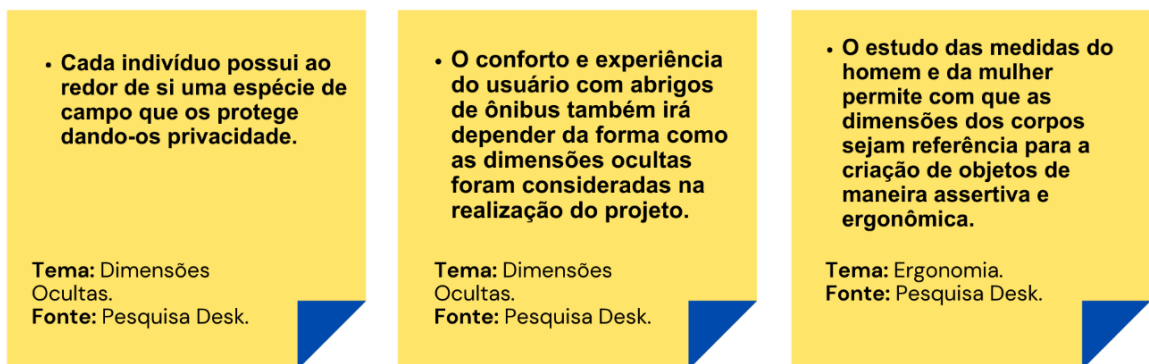 • Cada indivíduo possui ao
redor de si uma espécie de
campo que os protege
dando-os privacidade.
Tema: Dimensões
Ocultas.
Fonte: Pesquisa Desk.
• O conforto e experiência
do usuário com abrigos
de ônibus também irá
depender da forma como
as dimensões ocultas
foram consideradas na
realização do projeto.
Tema: Dimensões
Ocultas.
Fonte: Pesquisa Desk.
• O estudo das medidas do
homem e da mulher
permite com que as
dimensões dos corpos
sejam referência para a
criação de objetos de
maneira assertiva e
ergonômica.
Tema: Ergonomia.
Fonte: Pesquisa Desk.